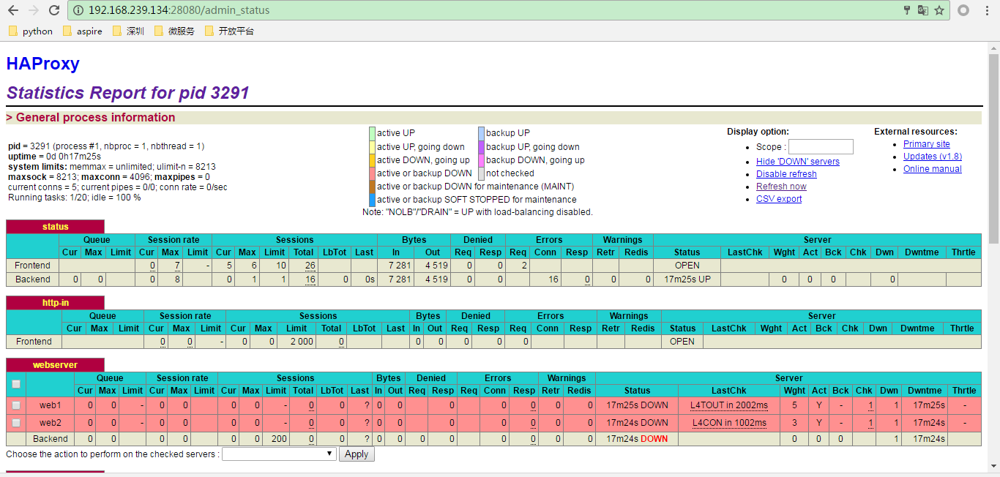 192.168.239.134:28080/admin_status
python aspire 深圳 微服务 开放平台
HAProxy
Statistics Report for pid 3291
> General process information
pid = 3291 (process #1, nbproc = 1, nbthread = 1)
uptime = 0d 0h17m25s
system limits: memmax = unlimited; ulimit-n = 8213
maxsock = 8213; maxconn = 4096; maxpipes = 0
current conns = 5; current pipes = 0/0; conn rate = 0/sec
Running tasks: 1/20; idle = 100 %
active UP backup UP
active UP, going down backup UP, going down
active DOWN, going up backup DOWN, going up
active or backup DOWN not checked
active or backup DOWN for maintenance (MAINT)
active or backup SOFT STOPPED for maintenance
Note: "NOLB"/"DRAIN" = UP with load-balancing disabled.
Display option:
Scope :
Hide 'DOWN' servers
Disable refresh
Refresh now
CSV export
External resources:
Primary site
Updates (v1.8)
Online manual
status
Queue Session rate Sessions Bytes Denied Errors Warnings Server
Cur Max Limit Cur Max Limit Cur Max Limit Total LbTot Last In Out Req Resp Req Conn Resp Retr Redis Status LastChk Wght Act Bck Chk Dwn Dwntme Thrtle
Frontend 0 7 - 5 6 10 26 7 281 4 519 0 0 2 OPEN
Backend 0 0 0 8 0 1 1 16 0 0s 7 281 4 519 0 0 16 0 0 0 17m25s UP 0 0 0 0
http-in
Queue Session rate Sessions Bytes Denied Errors Warnings Server
Cur Max Limit Cur Max Limit Cur Max Limit Total LbTot Last In Out Req Resp Req Conn Resp Retr Redis Status LastChk Wght Act Bck Chk Dwn Dwntme Thrtle
Frontend 0 0 - 0 0 2 000 0 0 0 0 0 0 OPEN
webserver
Queue Session rate Sessions Bytes Denied Errors Warnings Server
Cur Max Limit Cur Max Limit Cur Max Limit Total LbTot Last In Out Req Resp Req Conn Resp Retr Redis Status LastChk Wght Act Bck Chk Dwn Dwntme Thrtle
web1 0 0 - 0 0 0 0 - 0 0 ? 0 0 0 0 0 0 0 17m25s DOWN L4TOUT in 2002ms 5 Y - 1 1 17m25s -
web2 0 0 - 0 0 0 0 - 0 0 ? 0 0 0 0 0 0 0 17m24s DOWN L4CON in 1002ms 3 Y - 1 1 17m24s -
Backend 0 0 0 0 0 0 200 0 0 ? 0 0 0 0 0 0 0 0 17m24s DOWN 0 0 0 1 17m24s
Choose the action to perform on the checked servers : Apply